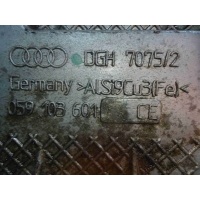 DGH 7075/2
Germany >ALSi9Cu3(Fe)<
059 103 601 CE